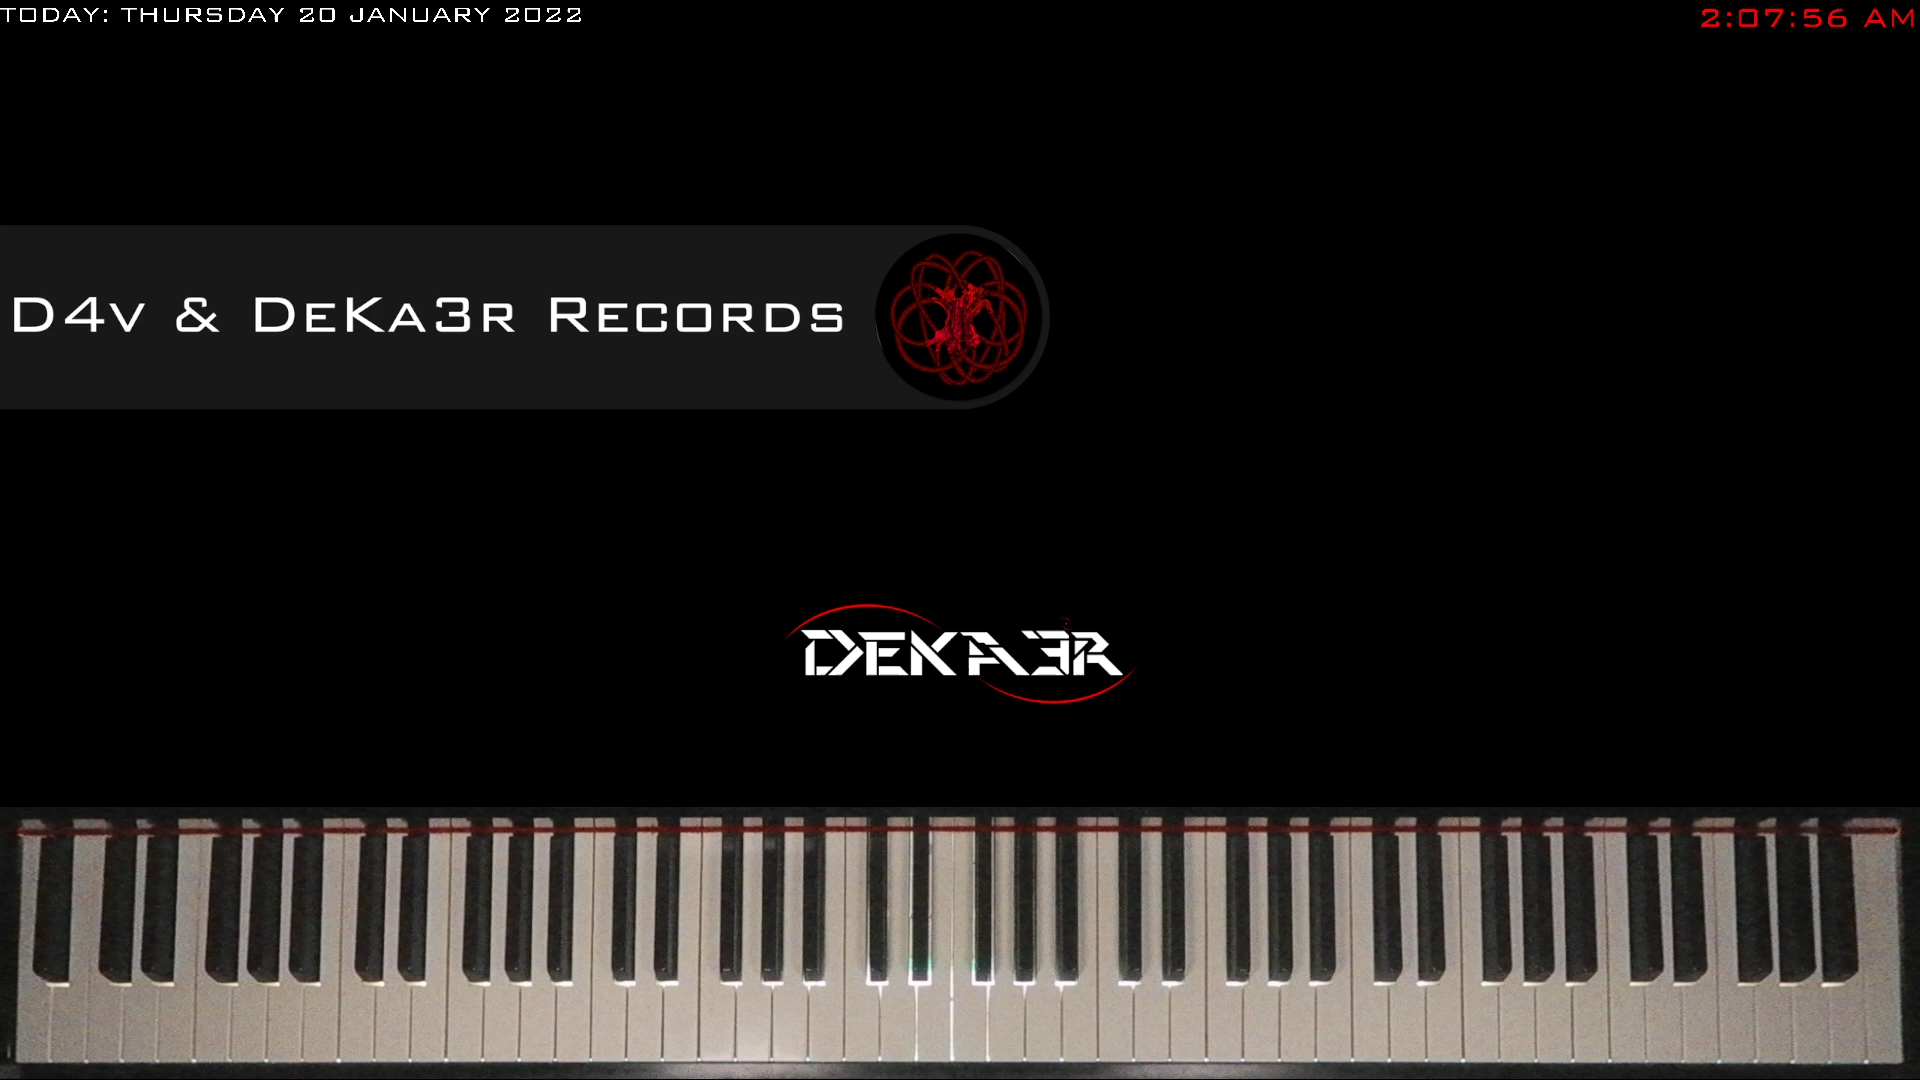 TODAY: THURSDAY 20 JANUARY 2022
2:07:56 AM
D4v & DeKa3r Records
DEKA3R